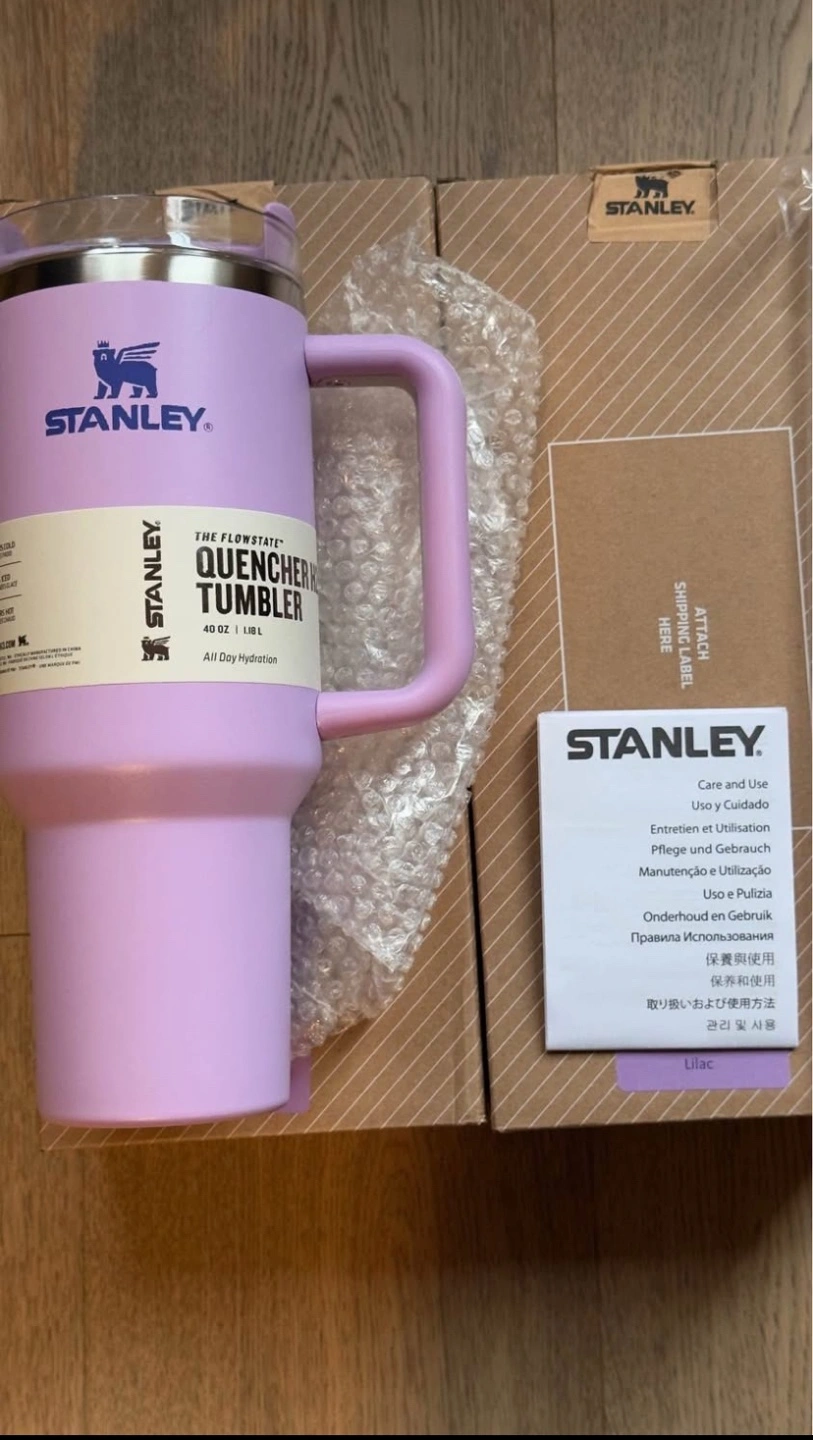 STANLEY
STANLEY.®
STANLEY.
THE FLOWSTATE™
QUENCHER
TUMBLER
40 OZ | 1.18 L
All Day Hydration
ATTACH
SHIPPING LABEL
HERE
STANLEY.
Care and Use
Uso y Cuidado
Entretien et Utilisation
Pflege und Gebrauch
Manutenção e Utilização
Uso e Pulizia
Onderhoud en Gebruik
Правила Использования
保養與使用
保养和使用
取り扱いおよび使用方法
관리 및 사용
Lilac